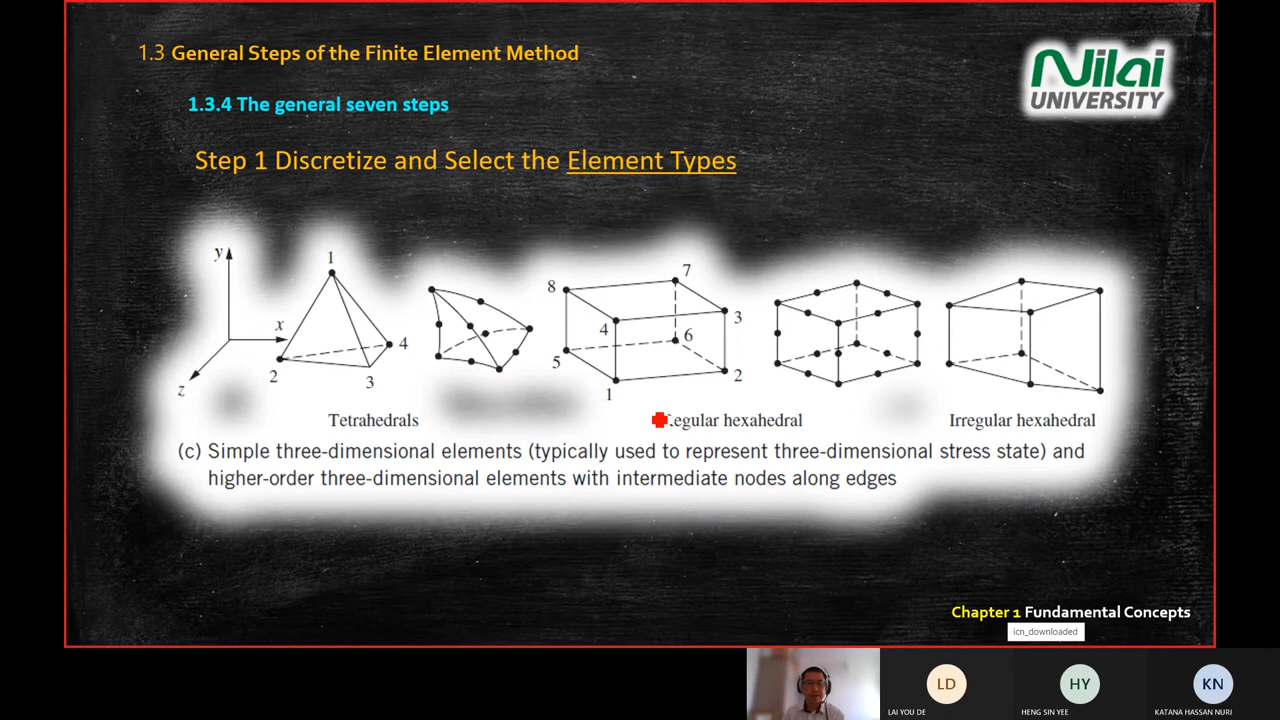 1.3 General Steps of the Finite Element Method
Nilai
UNIVERSITY
1.3.4 The general seven steps
Step 1 Discretize and Select the Element Types
y
x
z
1
2
3
4
8
7
4
3
5
6
1
2
Tetrahedrals
Regular hexahedral
Irregular hexahedral
(c) Simple three-dimensional elements (typically used to represent three-dimensional stress state) and
higher-order three-dimensional elements with intermediate nodes along edges
Chapter 1 Fundamental Concepts
icn_downloaded
LD
HY
KN
LAI YOU DE
HENG SIN YEE
KATANA HASSAN NURI